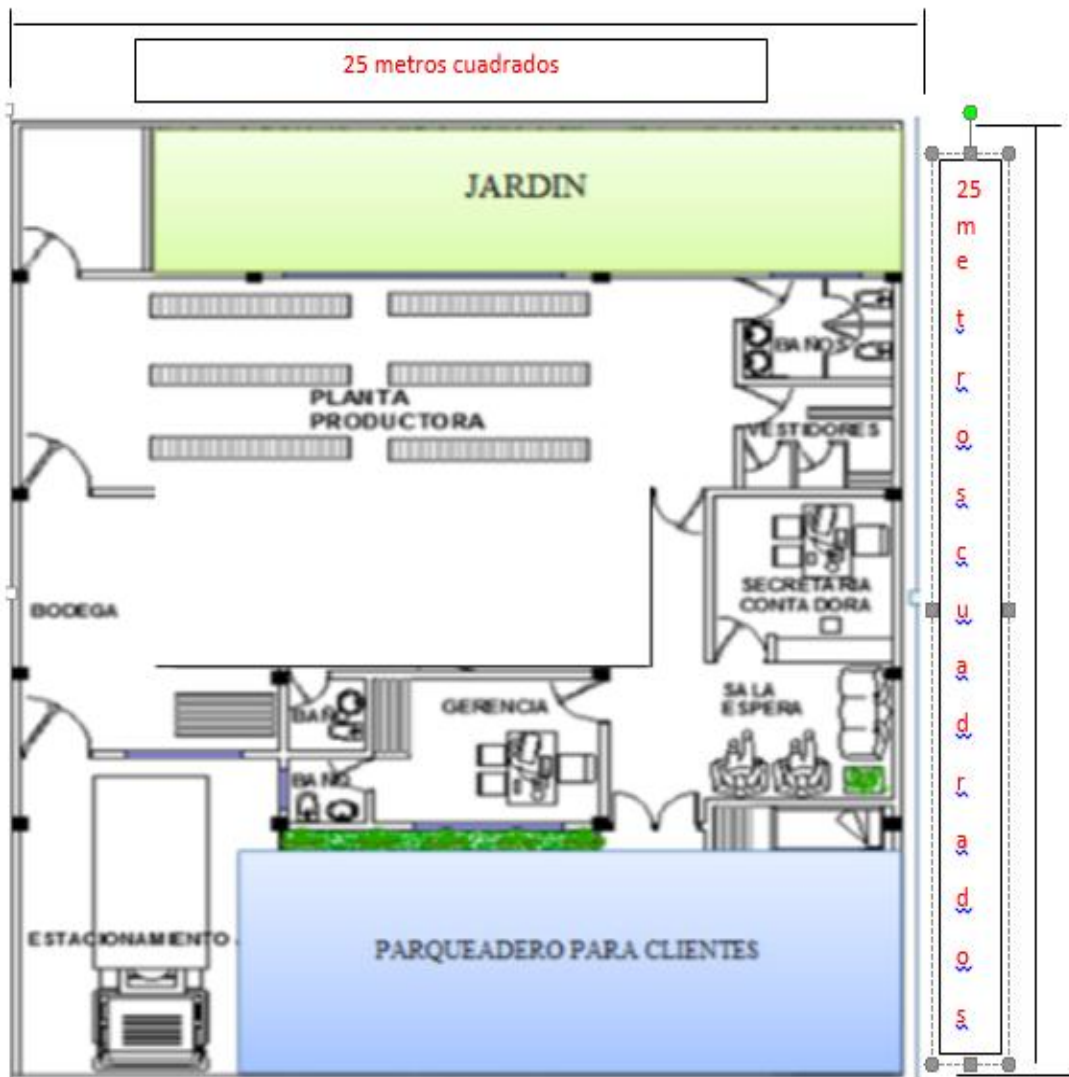 25 metros cuadrados
25
m
e
t
r
o
s
c
u
a
d
r
a
d
o
s
JARDIN
BAÑOS
PLANTA
PRODUCTORA
VESTIDORES
SECRETARIA
CONTADORA
BODEGA
SALA
ESPERA
GERENCIA
BAÑO
BAÑO
ESTACIONAMIENTO
PARQUEADERO PARA CLIENTES